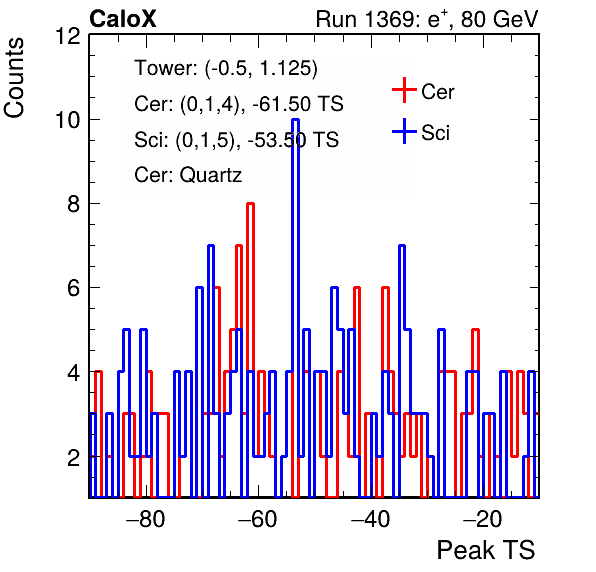 CaloX Run 1369: e⁺, 80 GeV
Counts
12
10
8
6
4
2
Tower: (-0.5, 1.125)
Cer: (0,1,4), -61.50 TS
Sci: (0,1,5), -53.50 TS
Cer: Quartz
Cer
Sci
−80 −60 −40 −20
Peak TS